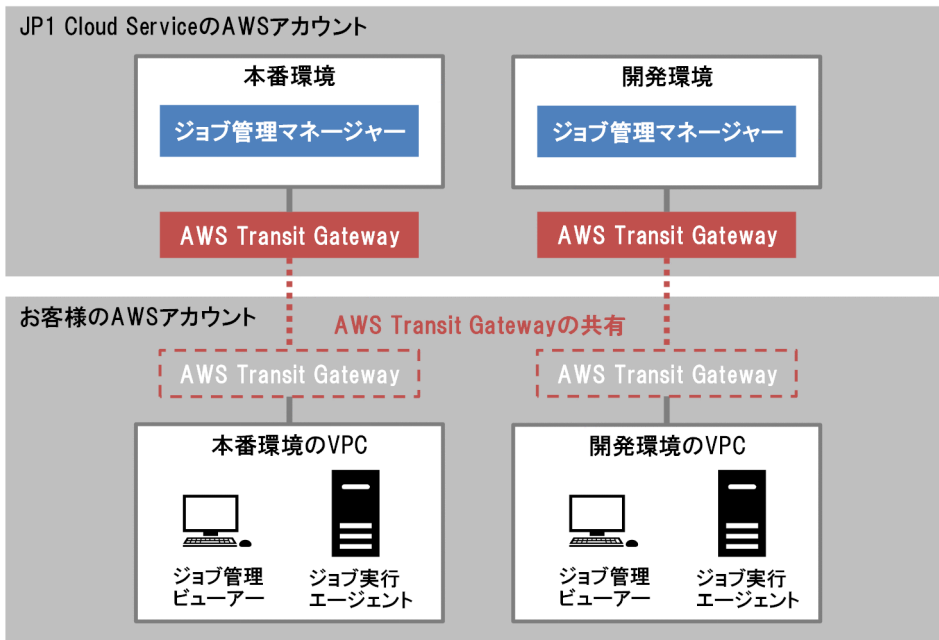 JP1 Cloud ServiceのAWSアカウント
本番環境
ジョブ管理マネージャー
AWS Transit Gateway
開発環境
ジョブ管理マネージャー
AWS Transit Gateway
お客様のAWSアカウント
AWS Transit Gatewayの共有
AWS Transit Gateway
本番環境のVPC
ジョブ管理
ビューアー
ジョブ実行
エージェント
AWS Transit Gateway
開発環境のVPC
ジョブ管理
ビューアー
ジョブ実行
エージェント